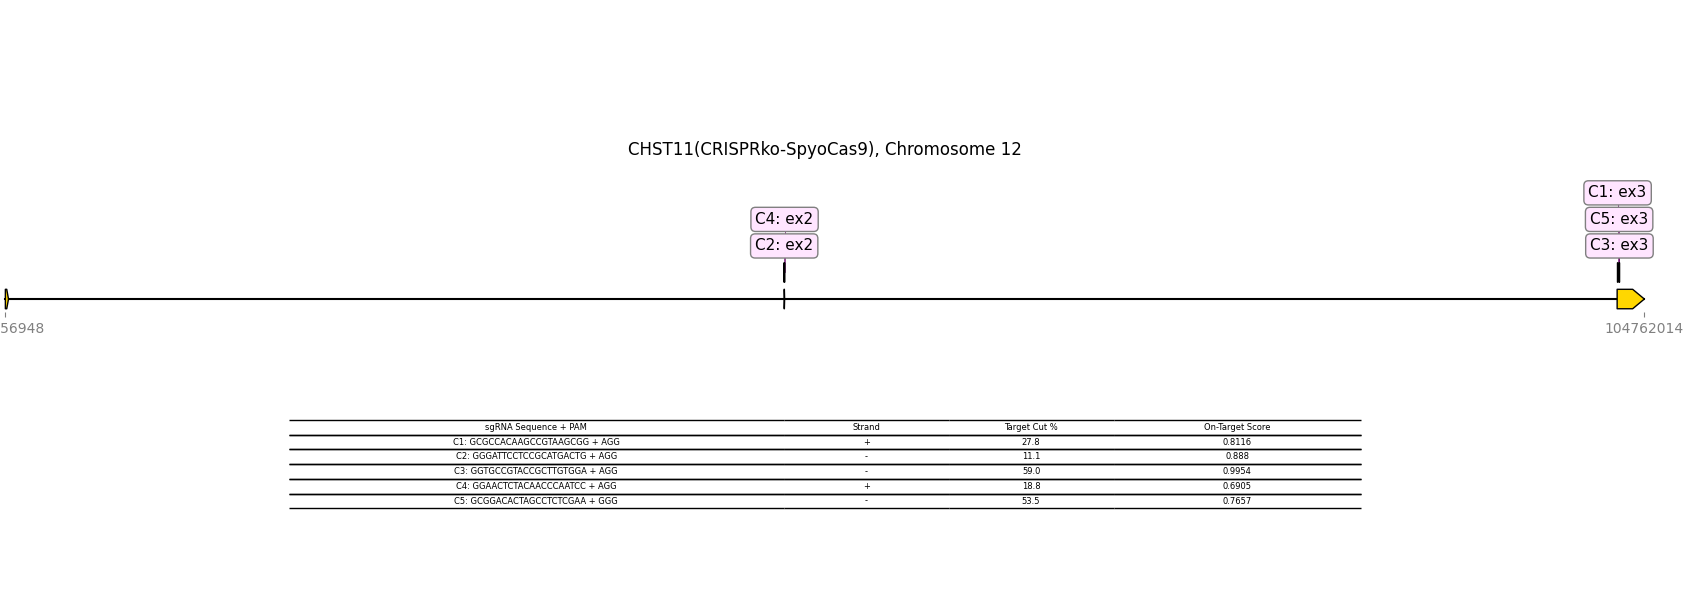 CHST11(CRISPRko-SpyoCas9), Chromosome 12
C1: ex3
C4: ex2
C5: ex3
C2: ex2
C3: ex3
56948
104762014
sgRNA Sequence + PAM Strand Target Cut % On-Target Score
C1: GCGCCACAAGCCGTAAGCGG + AGG + 27.8 0.8116
C2: GGGATTCCTCCGCATGACTG + AGG - 11.1 0.888
C3: GGTGCCGTACCGCTTGTGGA + AGG - 59.0 0.9954
C4: GGAACTCTACAACCCAATCC + AGG + 18.8 0.6905
C5: GCGGACACTAGCCTCTCGAA + GGG - 53.5 0.7657